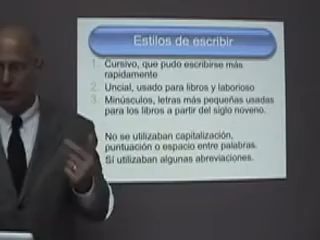 Estilos de escribir
1. Cursivo, que pudo escribirse más
rapidamente
2. Uncial, usado para libros y laborioso
3. Minúsculos, letras más pequeñas usadas
para los libros a partir del siglo noveno.
No se utilizaban capitalización,
puntuación o espacio entre palabras.
Sí utilizaban algunas abreviaciones.